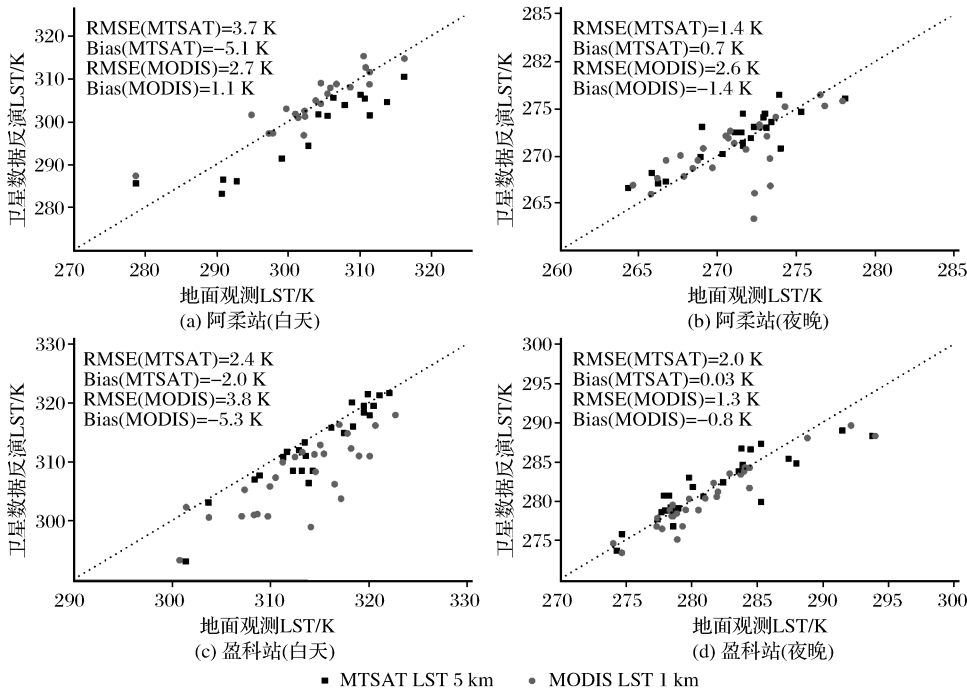 RMSE(MTSAT)=3.7 K
Bias(MTSAT)=−5.1 K
RMSE(MODIS)=2.7 K
Bias(MODIS)=1.1 K
卫星数据反演LST/K
320
310
300
290
280
270 280 290 300 310 320
地面观测LST/K
(a) 阿柔站(白天)
RMSE(MTSAT)=1.4 K
Bias(MTSAT)=0.7 K
RMSE(MODIS)=2.6 K
Bias(MODIS)=−1.4 K
卫星数据反演LST/K
285
282
275
270
265
260 265 270 275 280 285
地面观测LST/K
(b) 阿柔站(夜晚)
RMSE(MTSAT)=2.4 K
Bias(MTSAT)=−2.0 K
RMSE(MODIS)=3.8 K
Bias(MODIS)=−5.3 K
卫星数据反演LST/K
330
320
310
300
290 300 310 320 330
地面观测LST/K
(c) 盈科站(白天)
RMSE(MTSAT)=2.0 K
Bias(MTSAT)=0.03 K
RMSE(MODIS)=1.3 K
Bias(MODIS)=−0.8 K
卫星数据反演LST/K
300
295
290
285
280
275
270 275 280 285 290 295 300
地面观测LST/K
(d) 盈科站(夜晚)
MTSAT LST 5 km MODIS LST 1 km